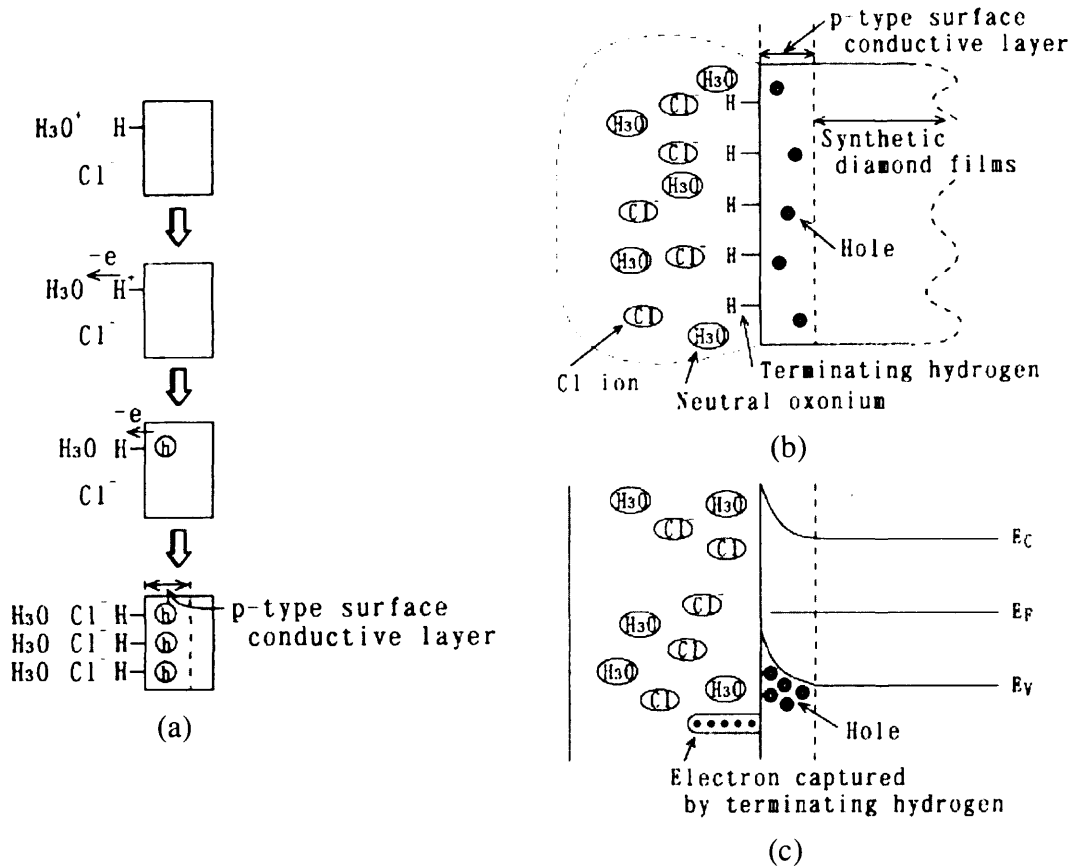 H3O⁺ H
Cl⁻
-e
H3O H⁺
Cl⁻
-e
H3O H h
Cl⁻
H3O Cl⁻ H h
H3O Cl⁻ H h
H3O Cl⁻ H h
p-type surface
conductive layer
(a)
p-type surface
conductive layer
H3O
Cl⁻
H
H3O
Cl⁻
H
Synthetic
diamond films
H3O
Cl⁻
H
Hole
H3O
Cl⁻
H
Cl
H
H3O
Terminating hydrogen
Cl ion
Neutral oxonium
(b)
H3O
H3O
Cl⁻
Cl
EC
Cl⁻
H3O
EF
Cl
H3O
H3O
Cl
EV
Hole
Electron captured
by terminating hydrogen
(c)